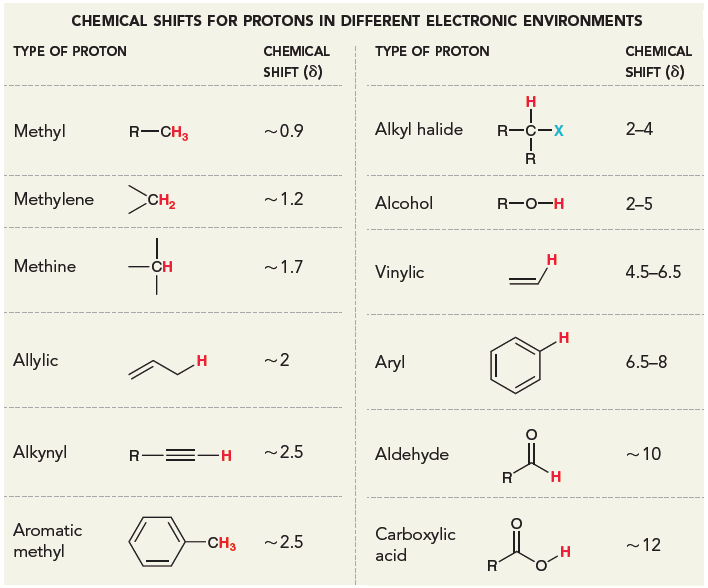 CHEMICAL SHIFTS FOR PROTONS IN DIFFERENT ELECTRONIC ENVIRONMENTS
TYPE OF PROTON
CHEMICAL
SHIFT (δ)
Methyl R—CH₃ ~0.9
Methylene CH₂ ~1.2
Methine CH ~1.7
Allylic H ~2
Alkynyl R H ~2.5
Aromatic
methyl CH₃ ~2.5
TYPE OF PROTON
CHEMICAL
SHIFT (δ)
H
Alkyl halide R—C—X 2–4
R
Alcohol R—O—H 2–5
H
Vinylic 4.5–6.5
H
Aryl 6.5–8
O
Aldehyde ~10
R H
O
Carboxylic
acid H ~12
R O